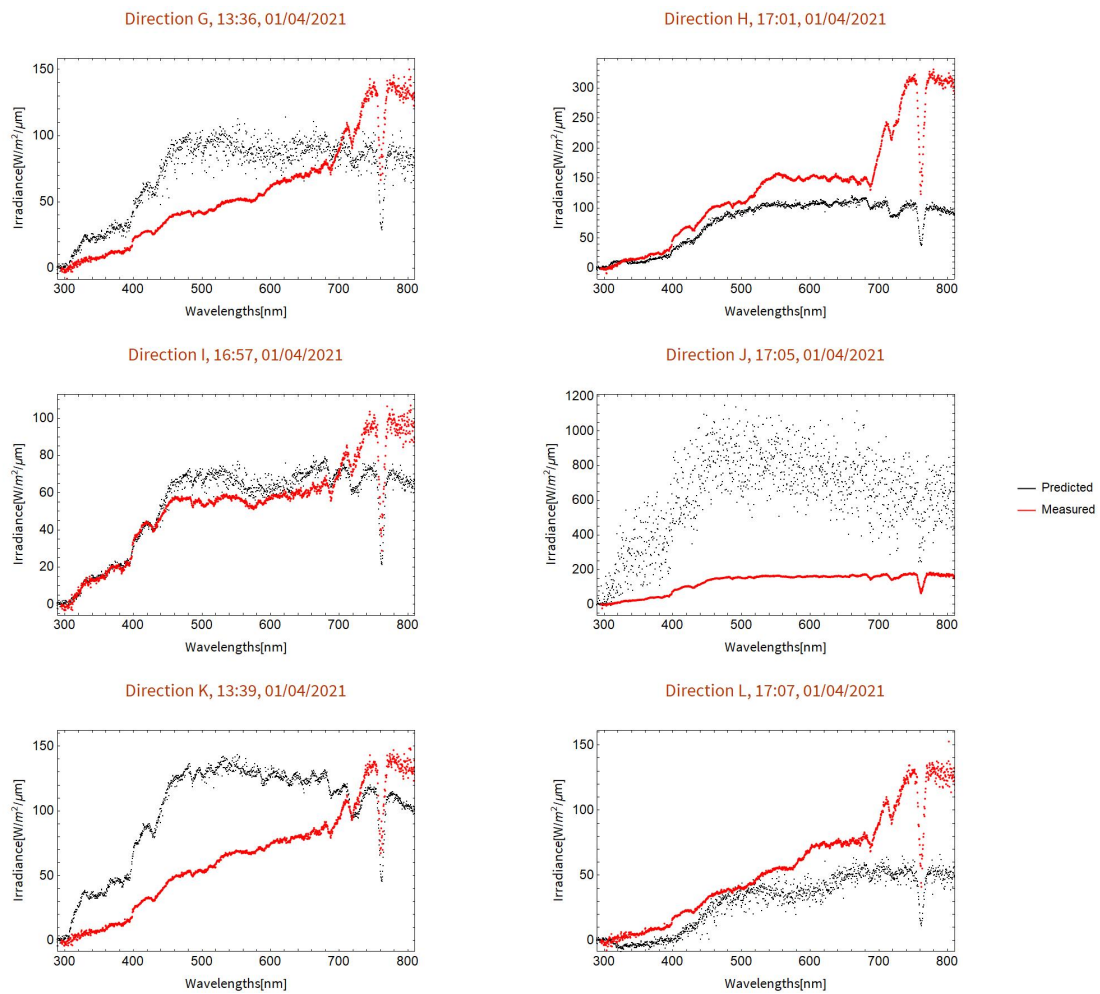 Direction G, 13:36, 01/04/2021
Irradiance[W/m²/μm]
150
100
50
0
300 400 500 600 700 800
Wavelengths[nm]
Direction H, 17:01, 01/04/2021
Irradiance[W/m²/μm]
300
250
200
150
100
50
0
300 400 500 600 700 800
Wavelengths[nm]
Direction I, 16:57, 01/04/2021
Irradiance[W/m²/μm]
100
80
60
40
20
0
300 400 500 600 700 800
Wavelengths[nm]
Direction J, 17:05, 01/04/2021
Irradiance[W/m²/μm]
1200
1000
800
600
400
200
0
300 400 500 600 700 800
Wavelengths[nm]
Predicted
Measured
Direction K, 13:39, 01/04/2021
Irradiance[W/m²/μm]
150
100
50
0
300 400 500 600 700 800
Wavelengths[nm]
Direction L, 17:07, 01/04/2021
Irradiance[W/m²/μm]
150
100
50
0
300 400 500 600 700 800
Wavelengths[nm]